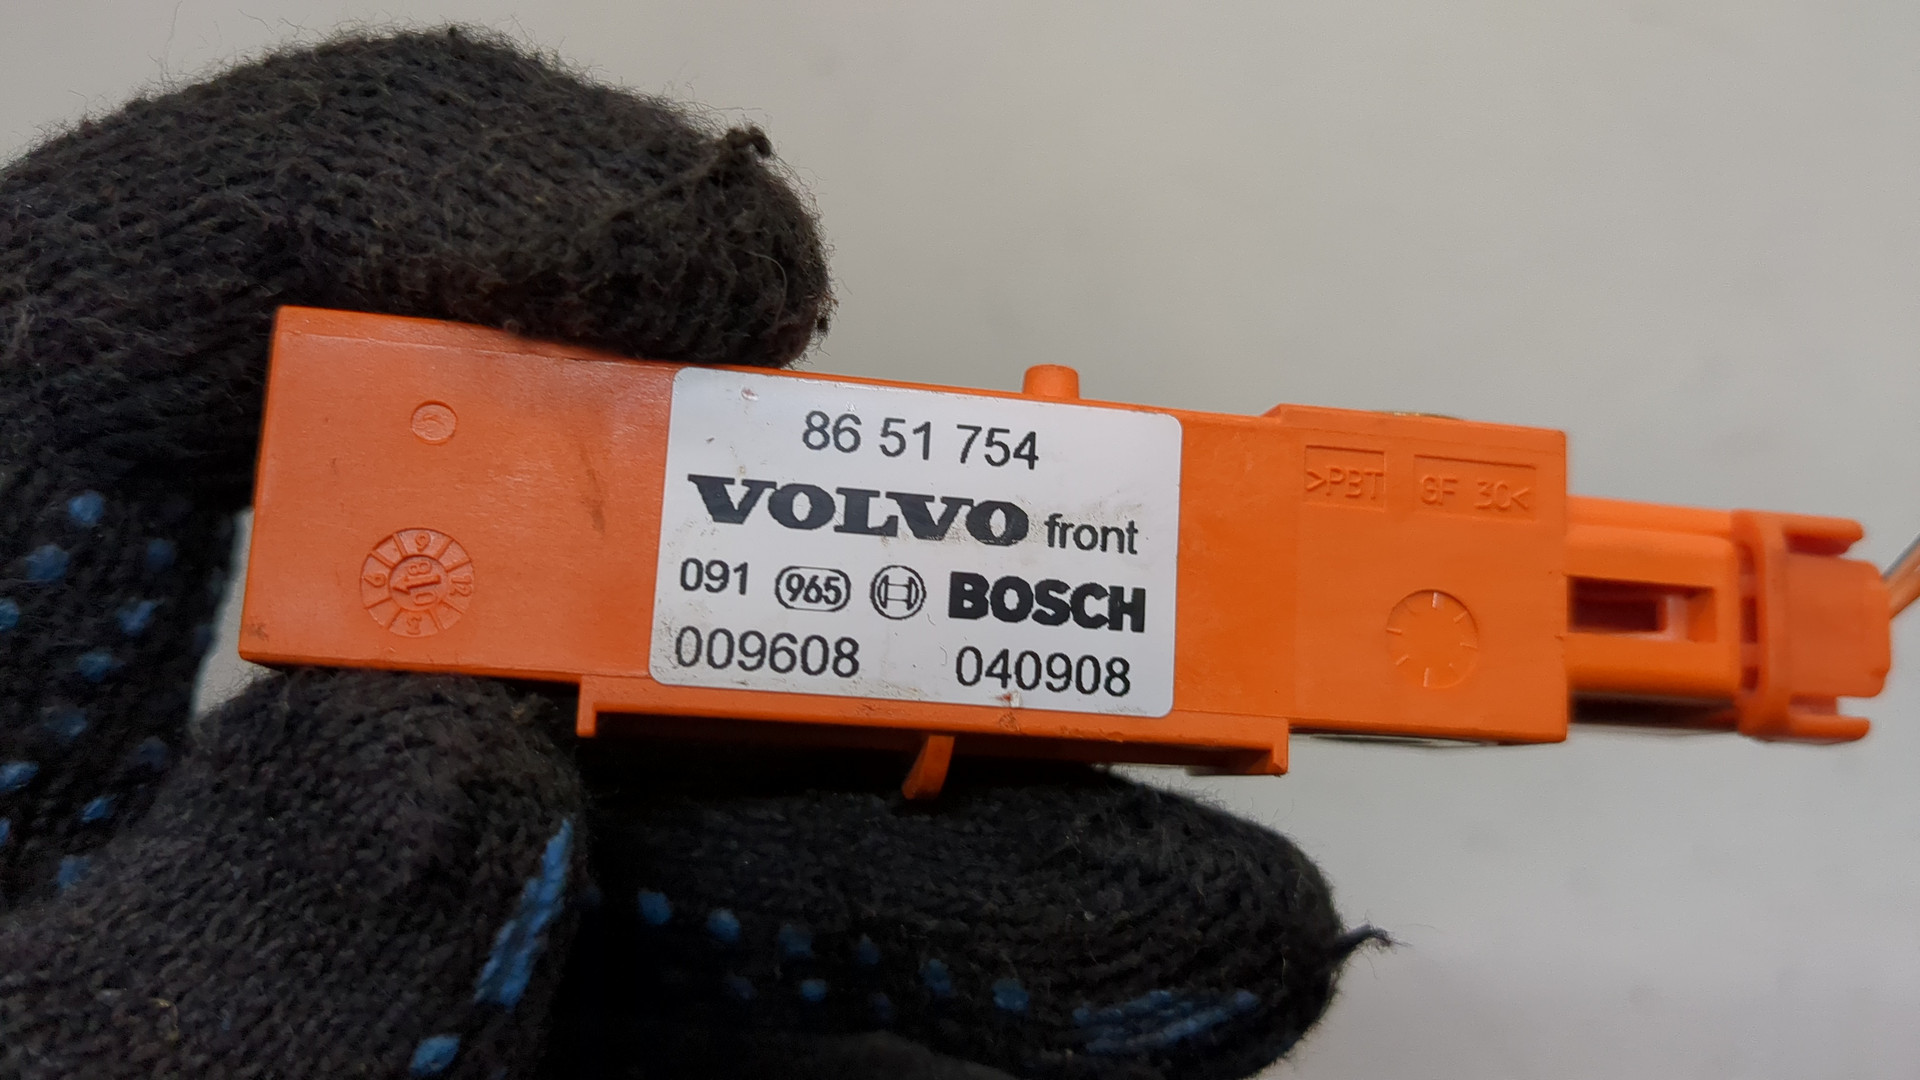 86 51 754
VOLVO front
091 965 H BOSCH
009608 040908
>PBT GF 30<